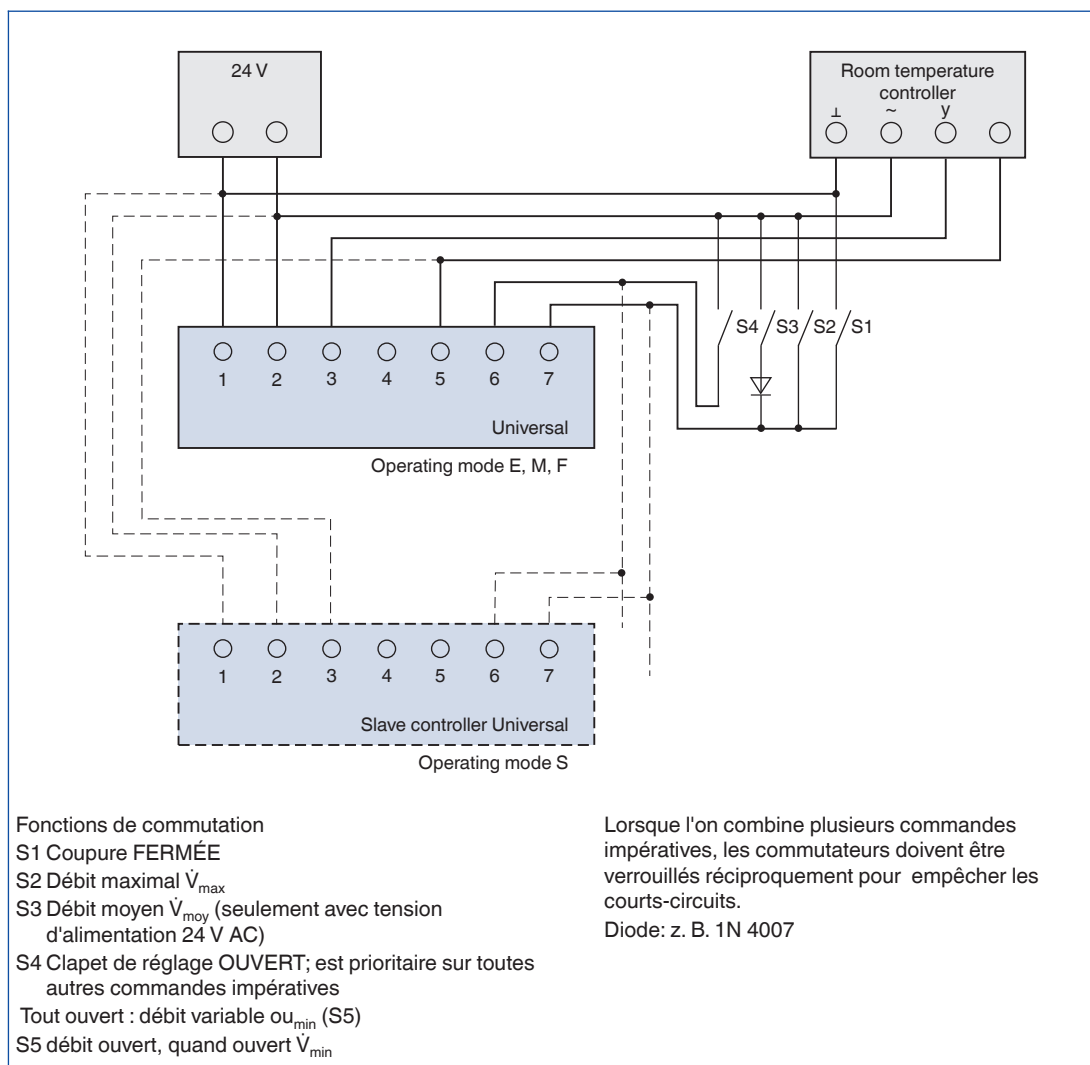 24 V
Room temperature
controller
⊥ ~ y
S4 S3 S2 S1
1 2 3 4 5 6 7
Universal
Operating mode E, M, F
1 2 3 4 5 6 7
Slave controller Universal
Operating mode S
Fonctions de commutation
S1 Coupure FERMÉE
S2 Débit maximal V̇max
S3 Débit moyen V̇moy (seulement avec tension
d'alimentation 24 V AC)
S4 Clapet de réglage OUVERT; est prioritaire sur toutes
autres commandes impératives
Tout ouvert : débit variable oumin (S5)
S5 débit ouvert, quand ouvert V̇min
Lorsque l'on combine plusieurs commandes
impératives, les commutateurs doivent être
verrouillés réciproquement pour empêcher les
courts-circuits.
Diode: z. B. 1N 4007